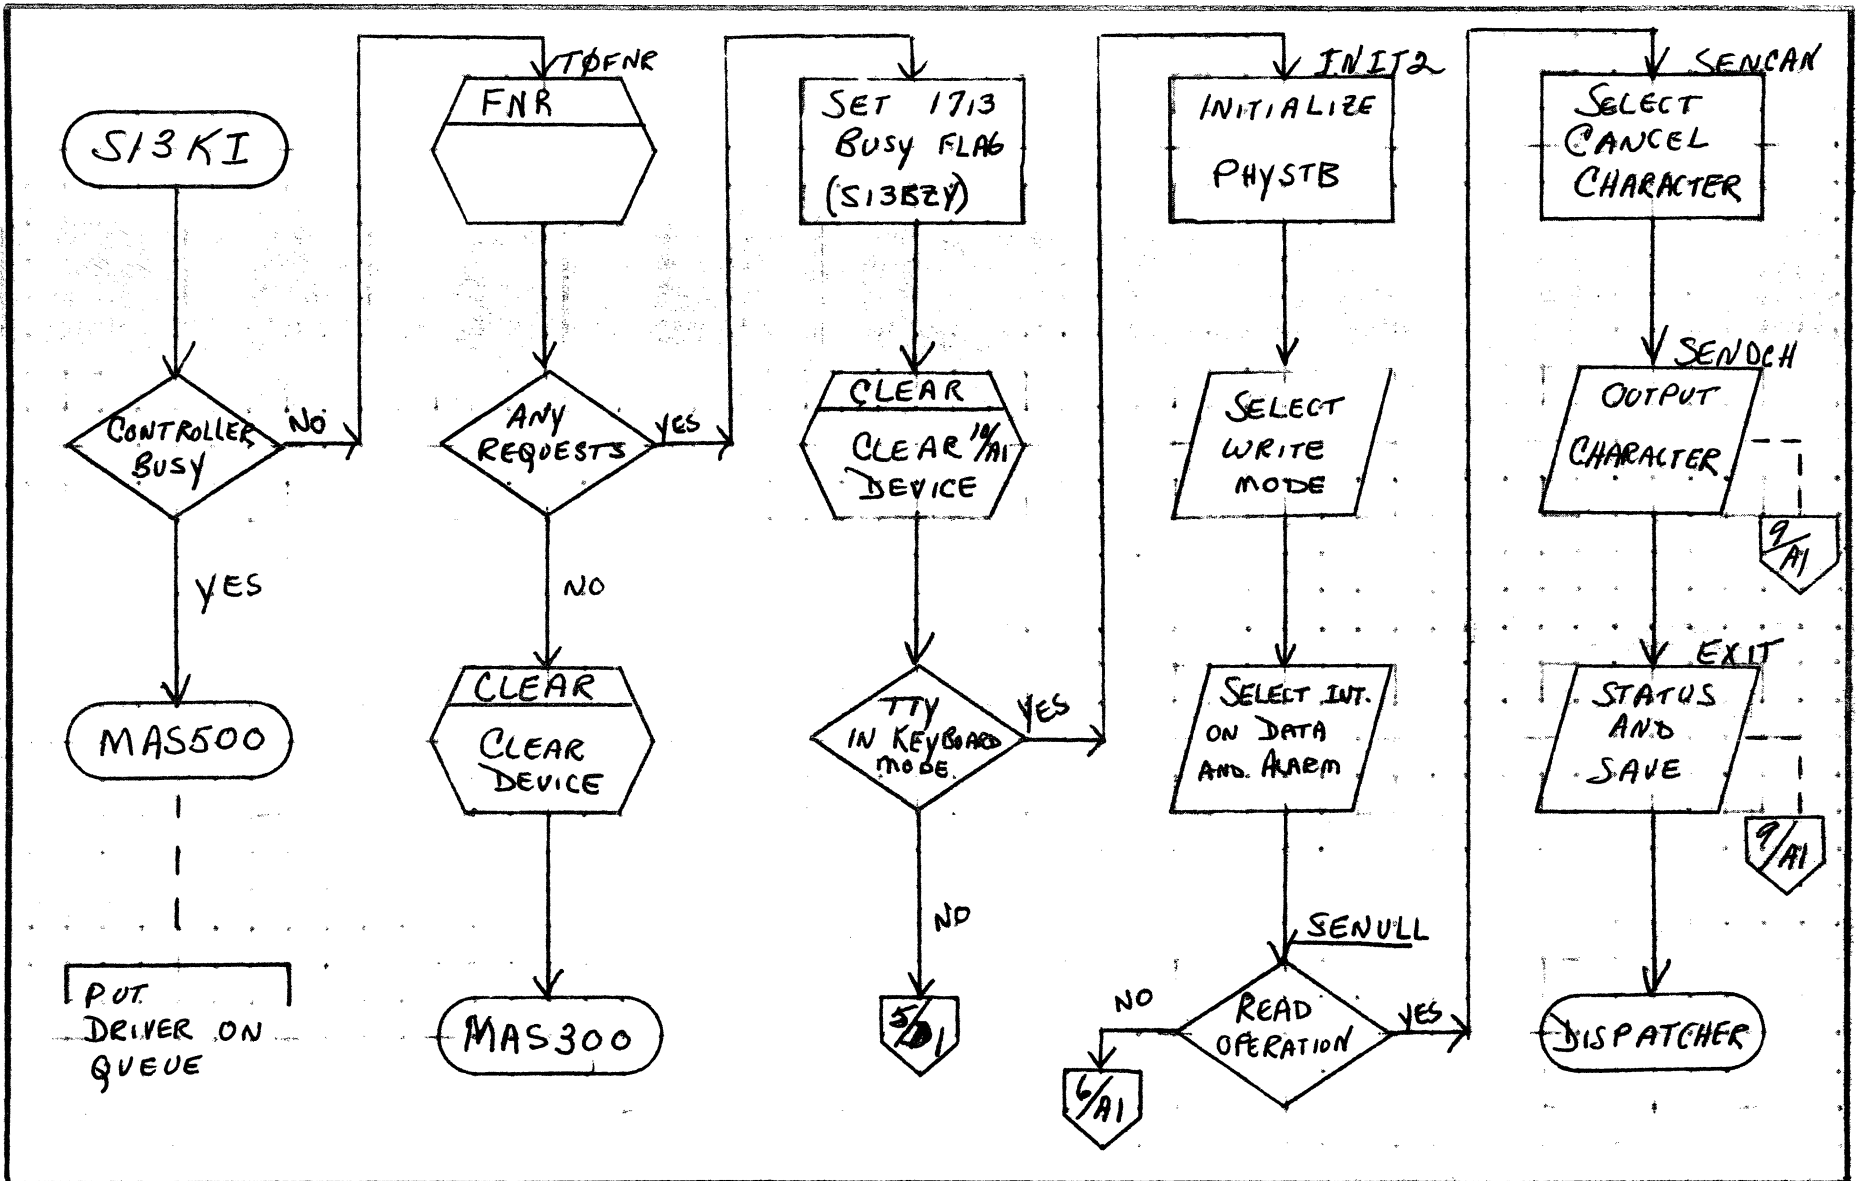 S13KI
CONTROLLER
BUSY
NO
YES
MAS500
PUT
DRIVER ON
QUEUE
TØFNR
FNR
ANY
REQUESTS
YES
NO
CLEAR
CLEAR
DEVICE
MAS300
SET 1713
BUSY FLAG
(S13BZY)
CLEAR
CLEAR 10/A1
DEVICE
TTY
IN KEYBOARD
MODE
YES
NO
INIT2
INITIALIZE
PHYSTB
SELECT
WRITE
MODE
SELECT INT.
ON DATA
AND ALARM
SENULL
READ
OPERATION
NO
YES
6/A1
SENCAN
SELECT
CANCEL
CHARACTER
SENDCH
OUTPUT
CHARACTER
9/A1
EXIT
STATUS
AND
SAVE
9/A1
DISPATCHER